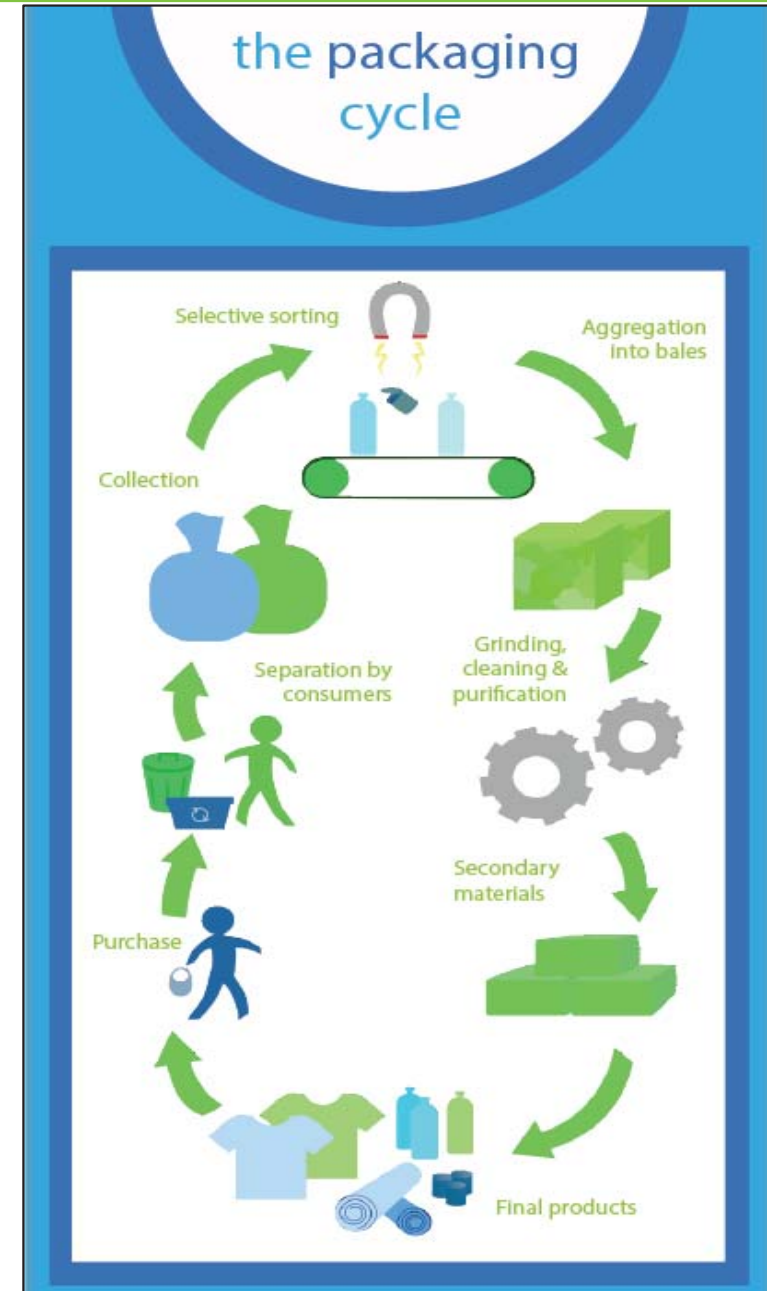 the packaging
cycle
Selective sorting
Aggregation
into bales
Collection
Grinding,
cleaning &
purification
Separation by
consumers
Secondary
materials
Purchase
Final products